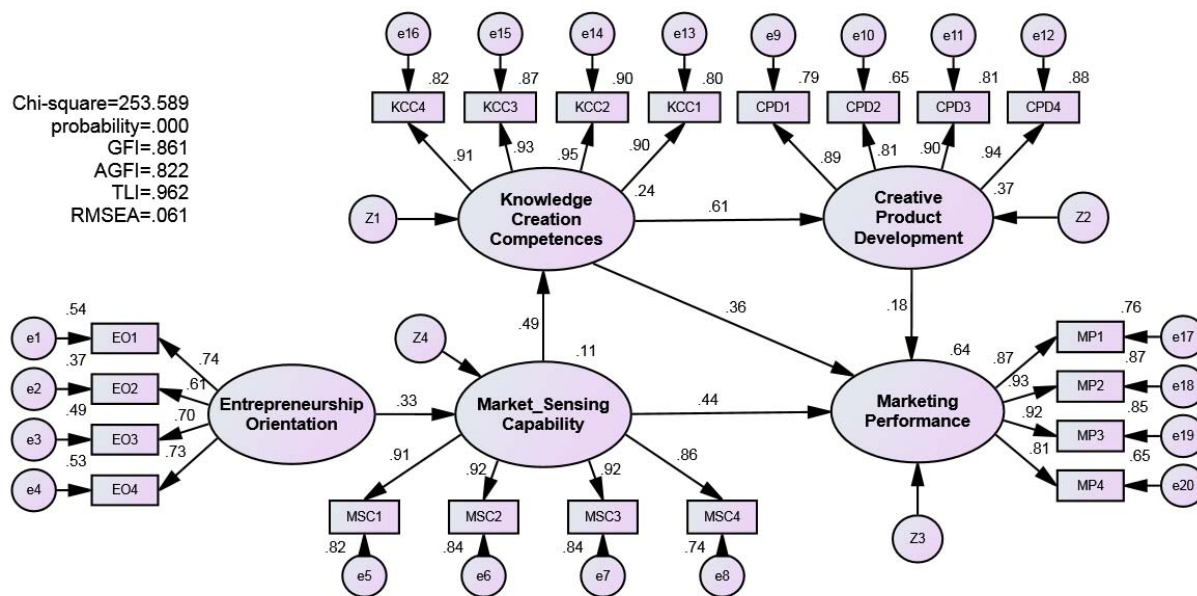 e16 e15 e14 e13 e9 e10 e11 e12
.82 .87 .90 .80 .79 .65 .81 .88
Chi-square=253.589
probability=.000
GFI=.861
AGFI=.822
TLI=.962
RMSEA=.061
KCC4 KCC3 KCC2 KCC1 CPD1 CPD2 CPD3 CPD4
.91 .93 .95 .90 .89 .81 .90 .94
.24 .37
Z1
Knowledge
Creation
Competences
.61
Creative
Product
Development
Z2
.49 .36 .18
Z4 .11 .64
.54
e1 EO1 .74
.37
e2 EO2 .61
.49
e3 EO3 .70
.53
e4 EO4 .73
Entrepreneurship
Orientation
.33
Market_Sensing
Capability
.44
Marketing
Performance
.76
.87 MP1 e17
.87
.93 MP2 e18
.85
.92 MP3 e19
.65
.81 MP4 e20
.91 .92 .92 .86
MSC1 MSC2 MSC3 MSC4
.82 .84 .84 .74
e5 e6 e7 e8
Z3